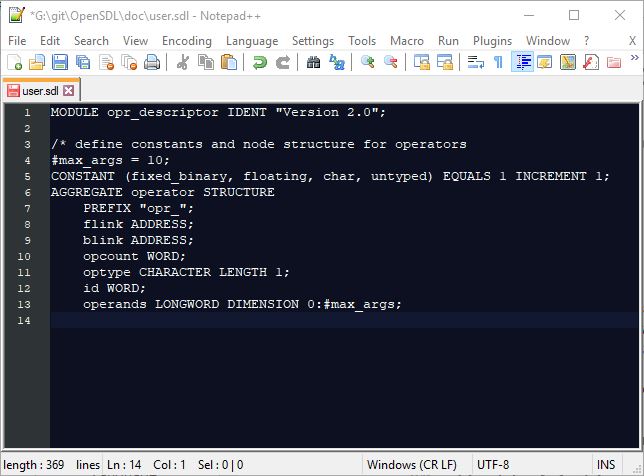 *G:\git\OpenSDL\doc\user.sdl - Notepad++
File Edit Search View Encoding Language Settings Tools Macro Run Plugins Window ? X
user.sdl
1 MODULE opr_descriptor IDENT "Version 2.0";
2
3 /* define constants and node structure for operators
4 #max_args = 10;
5 CONSTANT (fixed_binary, floating, char, untyped) EQUALS 1 INCREMENT 1;
6 AGGREGATE operator STRUCTURE
7 PREFIX "opr_";
8 flink ADDRESS;
9 blink ADDRESS;
10 opcount WORD;
11 optype CHARACTER LENGTH 1;
12 id WORD;
13 operands LONGWORD DIMENSION 0:#max_args;
14
length : 369 lines Ln : 14 Col : 1 Sel : 0 | 0 Windows (CR LF) UTF-8 INS